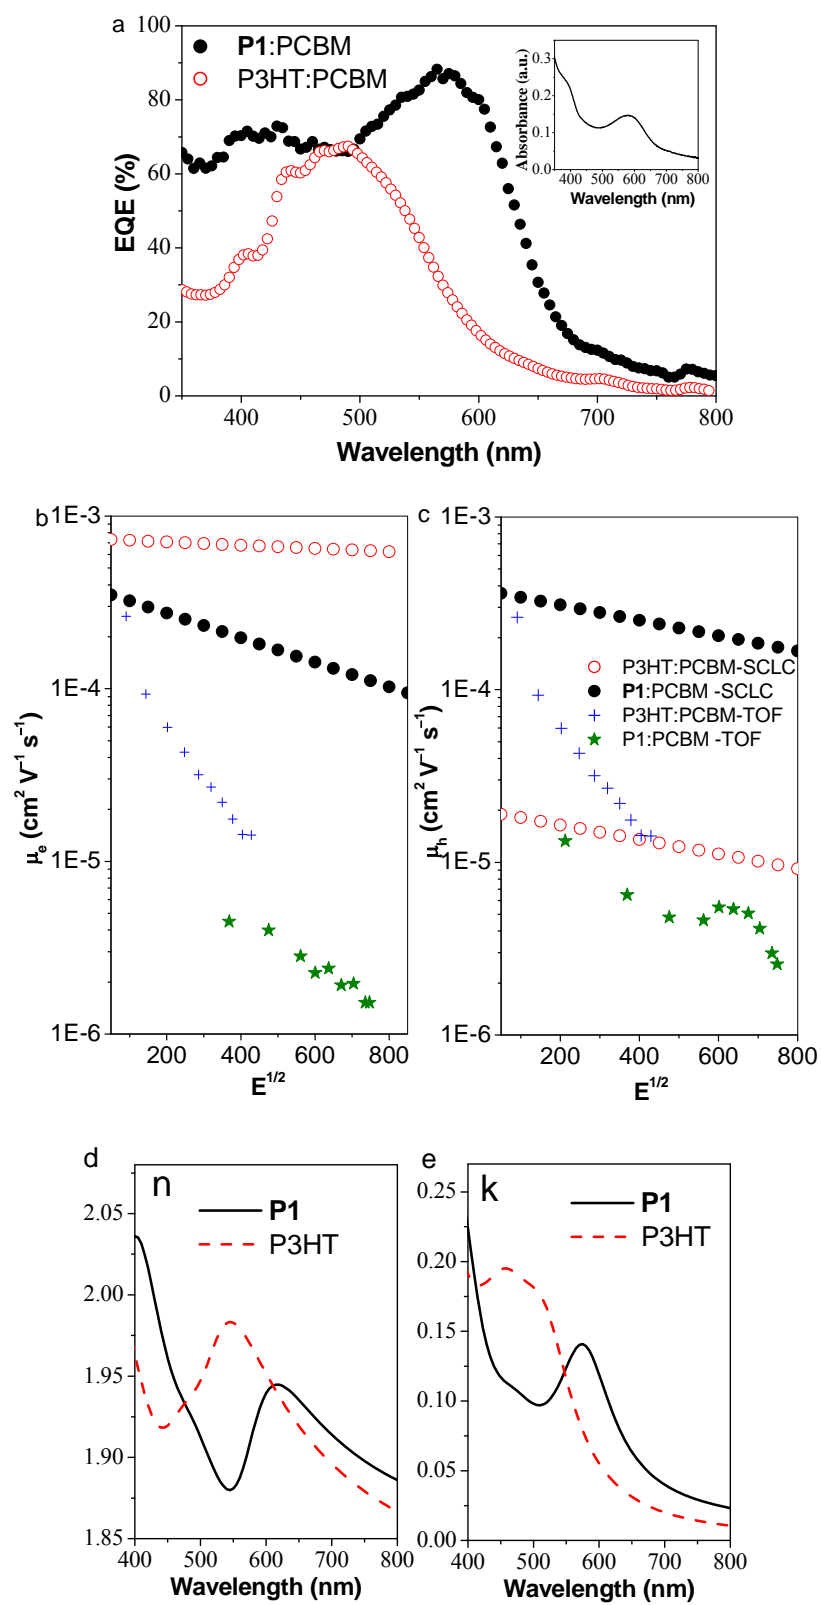 a
100
80
60
40
20
0
EQE (%)
P1:PCBM
P3HT:PCBM
400 500 600 700 800
Wavelength (nm)
0.3
0.2
0.1
0.0
Absorbance (a.u.)
400 500 600 700 800
Wavelength (nm)
b
1E-3
1E-4
1E-5
1E-6
μe (cm² V⁻¹ s⁻¹)
200 400 600 800
E^1/2
c
1E-3
1E-4
1E-5
1E-6
μh (cm² V⁻¹ s⁻¹)
P3HT:PCBM-SCLC
P1:PCBM -SCLC
P3HT:PCBM-TOF
P1:PCBM -TOF
200 400 600 800
E^1/2
d
n
P1
P3HT
2.05
2.00
1.95
1.90
1.85
400 500 600 700 800
Wavelength (nm)
e
k
P1
P3HT
0.25
0.20
0.15
0.10
0.05
0.00
400 500 600 700 800
Wavelength (nm)